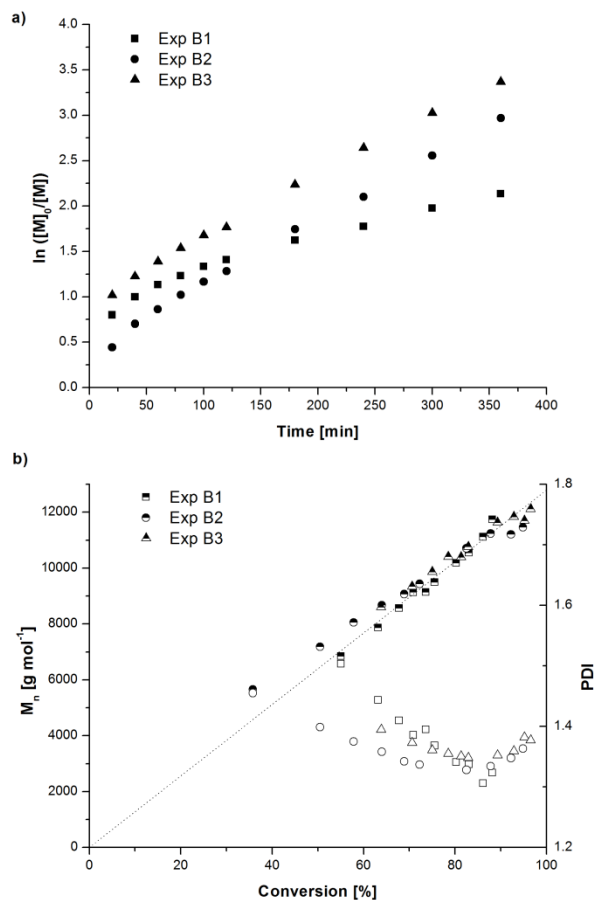 a)
Exp B1
Exp B2
Exp B3
ln ([M]0/[M])
4.0
3.5
3.0
2.5
2.0
1.5
1.0
0.5
0.0
0 50 100 150 200 250 300 350 400
Time [min]
b)
Exp B1
Exp B2
Exp B3
Mn [g mol-1]
12000
10000
8000
6000
4000
2000
0
1.8
1.6
1.4
1.2
PDI
0 20 40 60 80 100
Conversion [%]